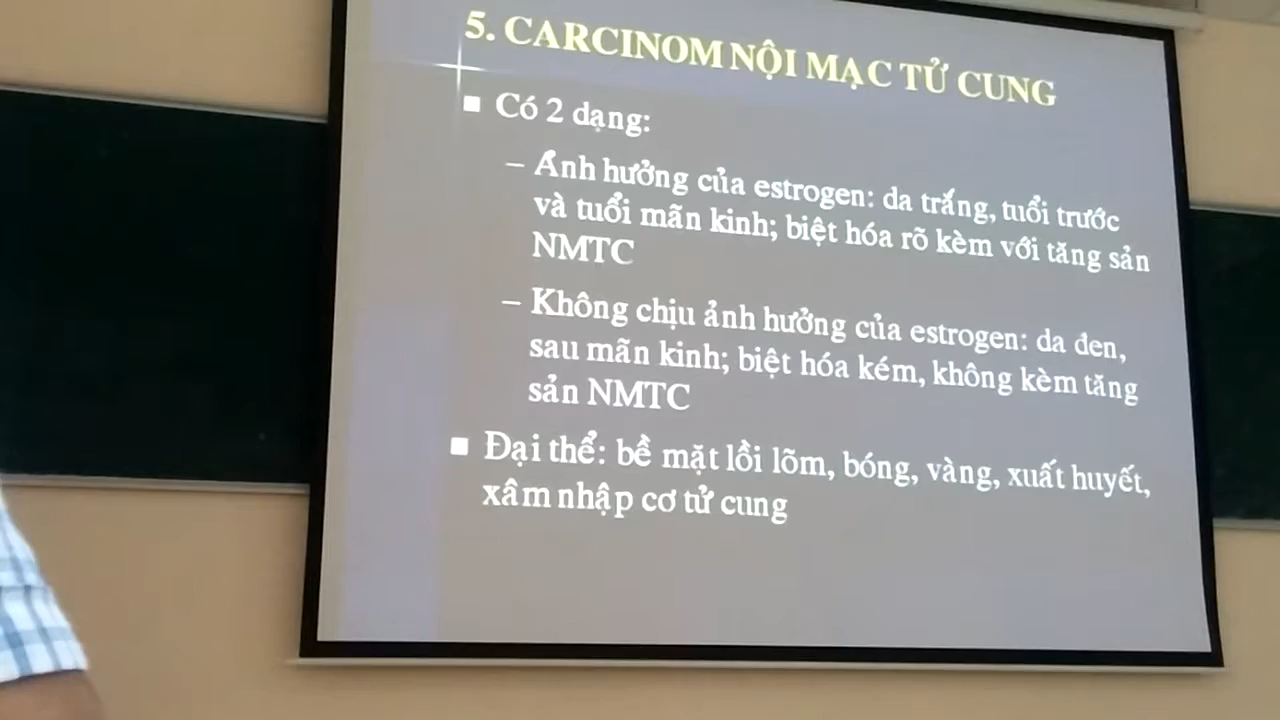 5. CARCINOM NỘI MẠC TỬ CUNG
▪ Có 2 dạng:
– Ảnh hưởng của estrogen: da trắng, tuổi trước
và tuổi mãn kinh; biệt hóa rõ kèm với tăng sản
NMTC
– Không chịu ảnh hưởng của estrogen: da đen,
sau mãn kinh; biệt hóa kém, không kèm tăng
sản NMTC
▪ Đại thể: bề mặt lồi lõm, bóng, vàng, xuất huyết,
xâm nhập cơ tử cung